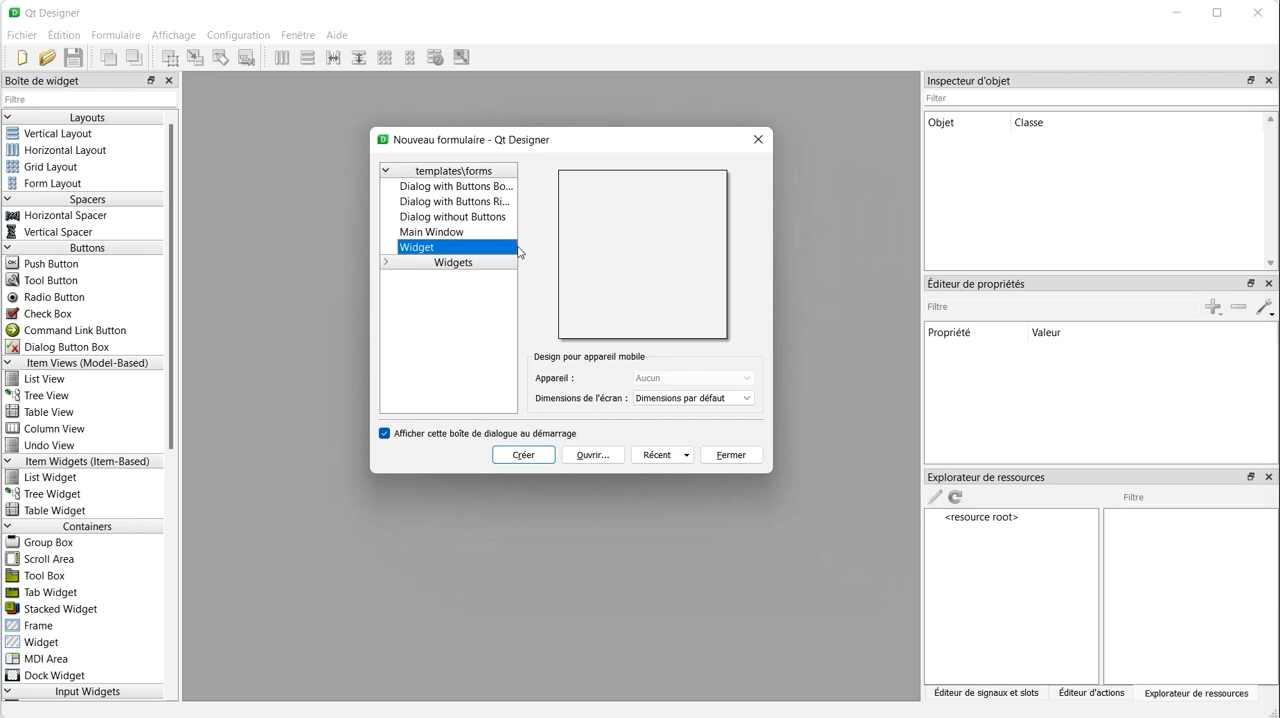 Qt Designer
Fichier Édition Formulaire Affichage Configuration Fenêtre Aide
Boîte de widget
Filtre
Layouts
Vertical Layout
Horizontal Layout
Grid Layout
Form Layout
Spacers
Horizontal Spacer
Vertical Spacer
Buttons
Push Button
Tool Button
Radio Button
Check Box
Command Link Button
Dialog Button Box
Item Views (Model-Based)
List View
Tree View
Table View
Column View
Undo View
Item Widgets (Item-Based)
List Widget
Tree Widget
Table Widget
Containers
Group Box
Scroll Area
Tool Box
Tab Widget
Stacked Widget
Frame
Widget
MDI Area
Dock Widget
Input Widgets
Nouveau formulaire - Qt Designer
templates\forms
Dialog with Buttons Bo...
Dialog with Buttons Ri...
Dialog without Buttons
Main Window
Widget
Widgets
Design pour appareil mobile
Appareil : Aucun
Dimensions de l'écran : Dimensions par défaut
Afficher cette boîte de dialogue au démarrage
Créer Ouvrir... Récent Fermer
Inspecteur d'objet
Filter
Objet Classe
Éditeur de propriétés
Filtre
Propriété Valeur
Explorateur de ressources
Filtre
<resource root>
Éditeur de signaux et slots Éditeur d'actions Explorateur de ressources